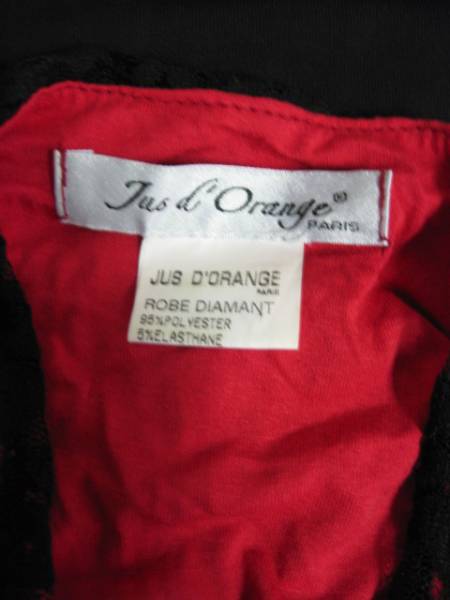 Jus d'Orange®
PARIS
JUS D'ORANGE
PARIS
ROBE DIAMANT
95%POLYESTER
5%ELASTHANE